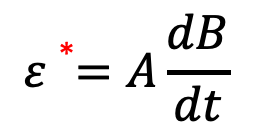 ε * = A dB/dt